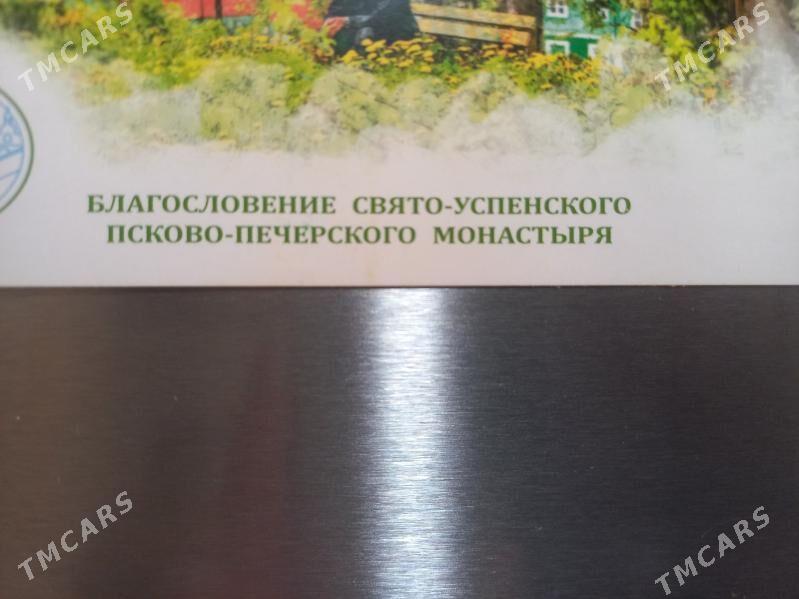 TMCARS
TMCARS
БЛАГОСЛОВЕНИЕ СВЯТО-УСПЕНСКОГО
ПСКОВО-ПЕЧЕРСКОГО МОНАСТЫРЯ
TMCARS
TMCARS